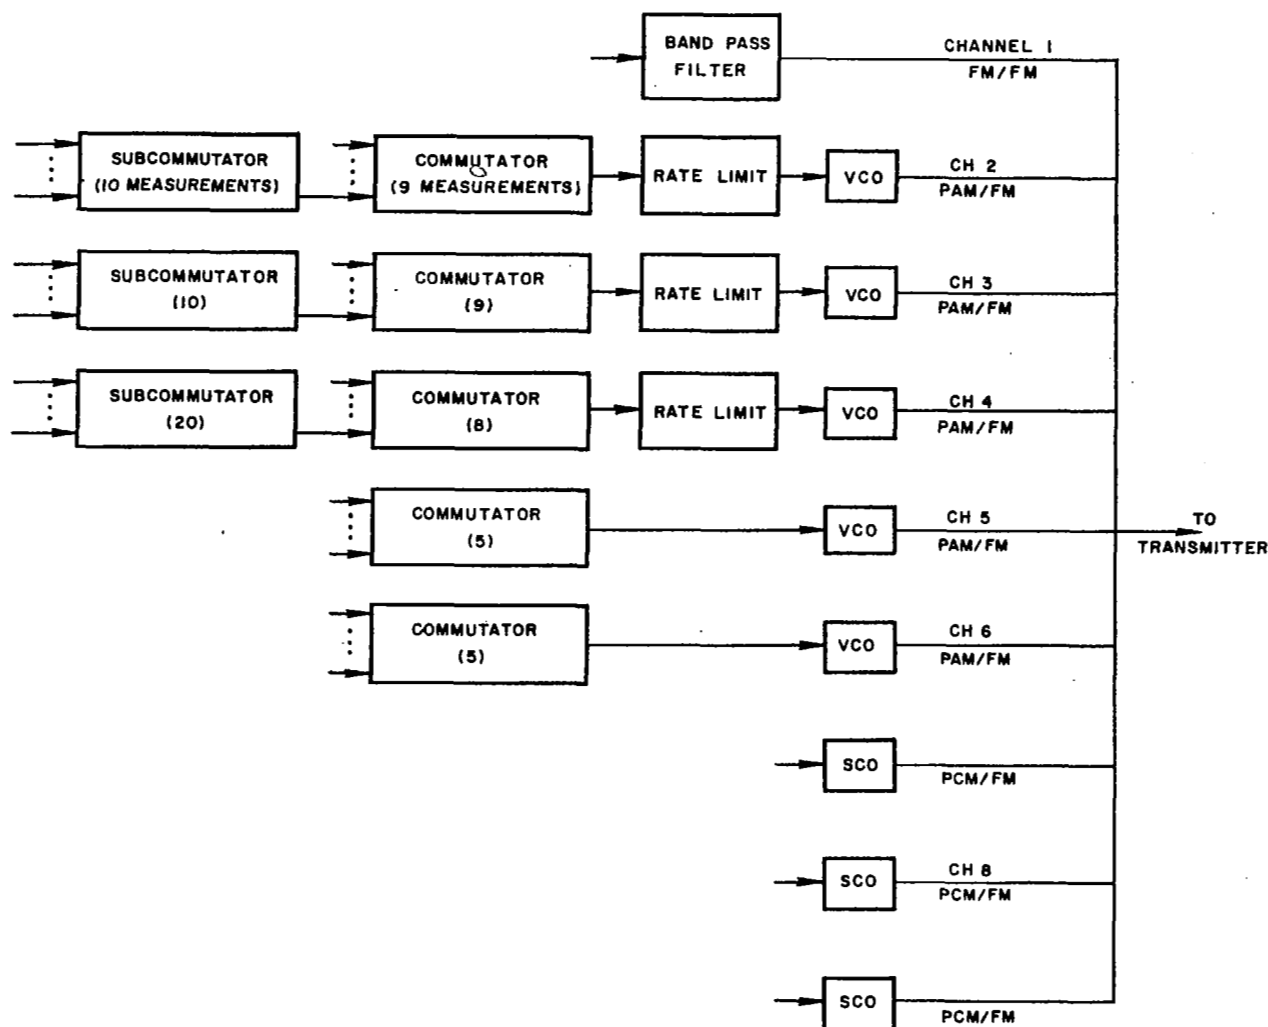 BAND PASS
FILTER
CHANNEL 1
FM/FM
SUBCOMMUTATOR
(10 MEASUREMENTS)
COMMUTATOR
(9 MEASUREMENTS)
RATE LIMIT
VCO
CH 2
PAM/FM
SUBCOMMUTATOR
(10)
COMMUTATOR
(9)
RATE LIMIT
VCO
CH 3
PAM/FM
SUBCOMMUTATOR
(20)
COMMUTATOR
(8)
RATE LIMIT
VCO
CH 4
PAM/FM
COMMUTATOR
(5)
VCO
CH 5
PAM/FM
TO
TRANSMITTER
COMMUTATOR
(5)
VCO
CH 6
PAM/FM
SCO
PCM/FM
SCO
CH 8
PCM/FM
SCO
PCM/FM